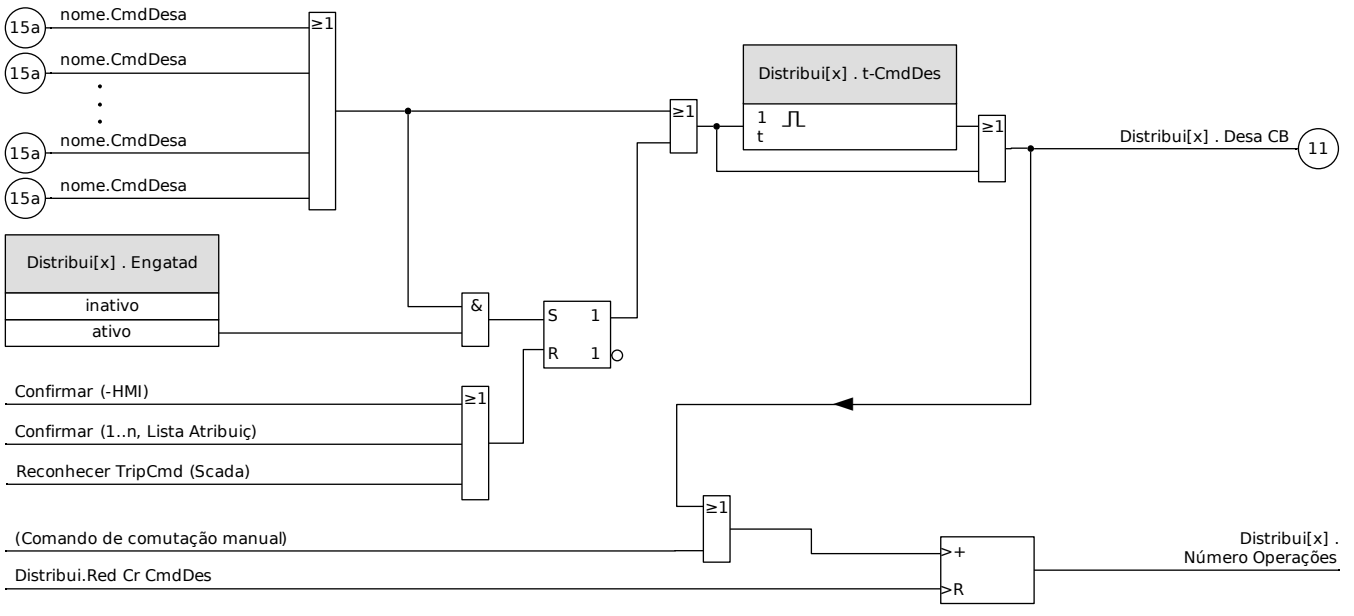 15a nome.CmdDesa
≥1
15a nome.CmdDesa
15a nome.CmdDesa
15a nome.CmdDesa
Distribui[x] . t-CmdDes
≥1
1
t
≥1
Distribui[x] . Desa CB 11
Distribui[x] . Engatad
inativo
ativo
&
S 1
R 1
Confirmar (-HMI)
≥1
Confirmar (1..n, Lista Atribuiç)
Reconhecer TripCmd (Scada)
≥1
(Comando de comutação manual)
Distribui.Red Cr CmdDes
>+
>R
Distribui[x] .
Número Operações